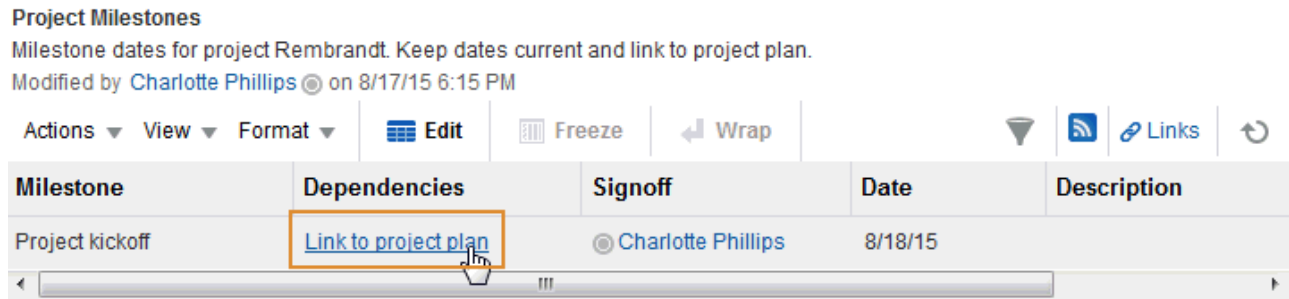 Project Milestones
Milestone dates for project Rembrandt. Keep dates current and link to project plan.
Modified by Charlotte Phillips on 8/17/15 6:15 PM
Actions View Format Edit Freeze Wrap Links
Milestone Dependencies Signoff Date Description
Project kickoff Link to project plan Charlotte Phillips 8/18/15